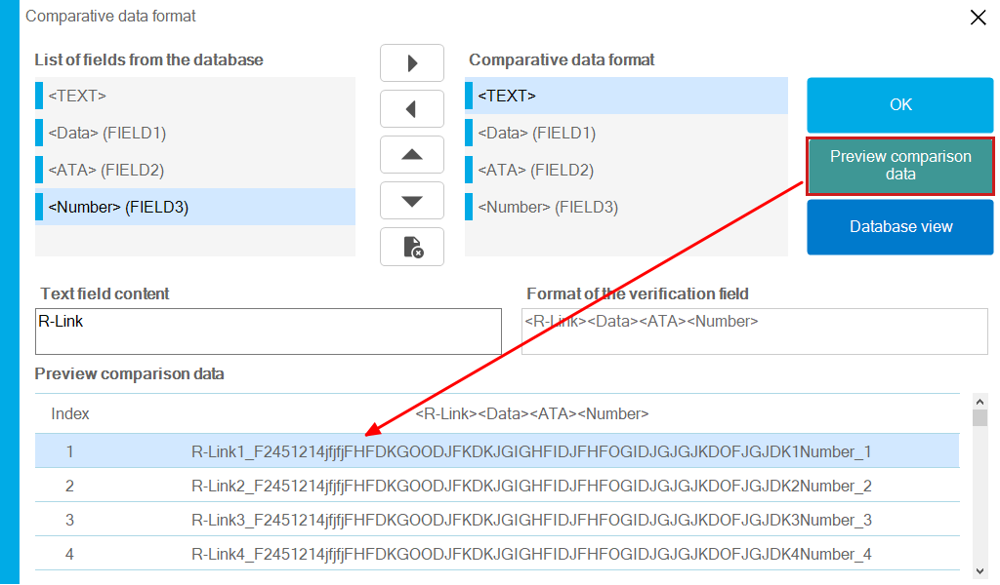 Comparative data format
List of fields from the database
Comparative data format
<TEXT>
<Data> (FIELD1)
<ATA> (FIELD2)
<Number> (FIELD3)
<TEXT>
<Data> (FIELD1)
<ATA> (FIELD2)
<Number> (FIELD3)
OK
Preview comparison
data
Database view
Text field content
Format of the verification field
R-Link
<R-Link><Data><ATA><Number>
Preview comparison data
Index <R-Link><Data><ATA><Number>
1 R-Link1_F2451214jfjfjFHFDKGOODJFKDKJGIGHFIDJFHFOGIDJGJGJKDOFJGJDK1Number_1
2 R-Link2_F2451214jfjfjFHFDKGOODJFKDKJGIGHFIDJFHFOGIDJGJGJKDOFJGJDK2Number_2
3 R-Link3_F2451214jfjfjFHFDKGOODJFKDKJGIGHFIDJFHFOGIDJGJGJKDOFJGJDK3Number_3
4 R-Link4_F2451214jfjfjFHFDKGOODJFKDKJGIGHFIDJFHFOGIDJGJGJKDOFJGJDK4Number_4